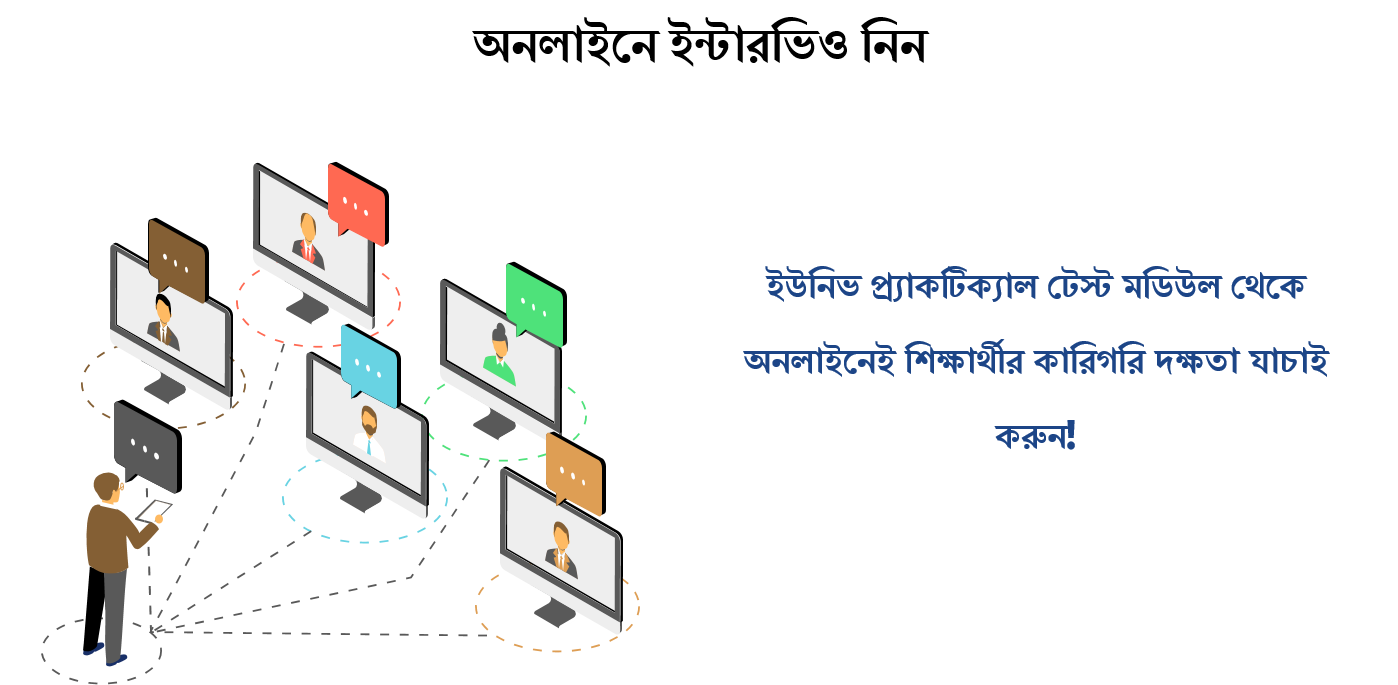 অনলাইনে ইন্টারভিও নিন
ইউনিভ প্র্যাকটিক্যাল টেস্ট মডিউল থেকে
অনলাইনেই শিক্ষার্থীর কারিগরি দক্ষতা যাচাই
করুন!